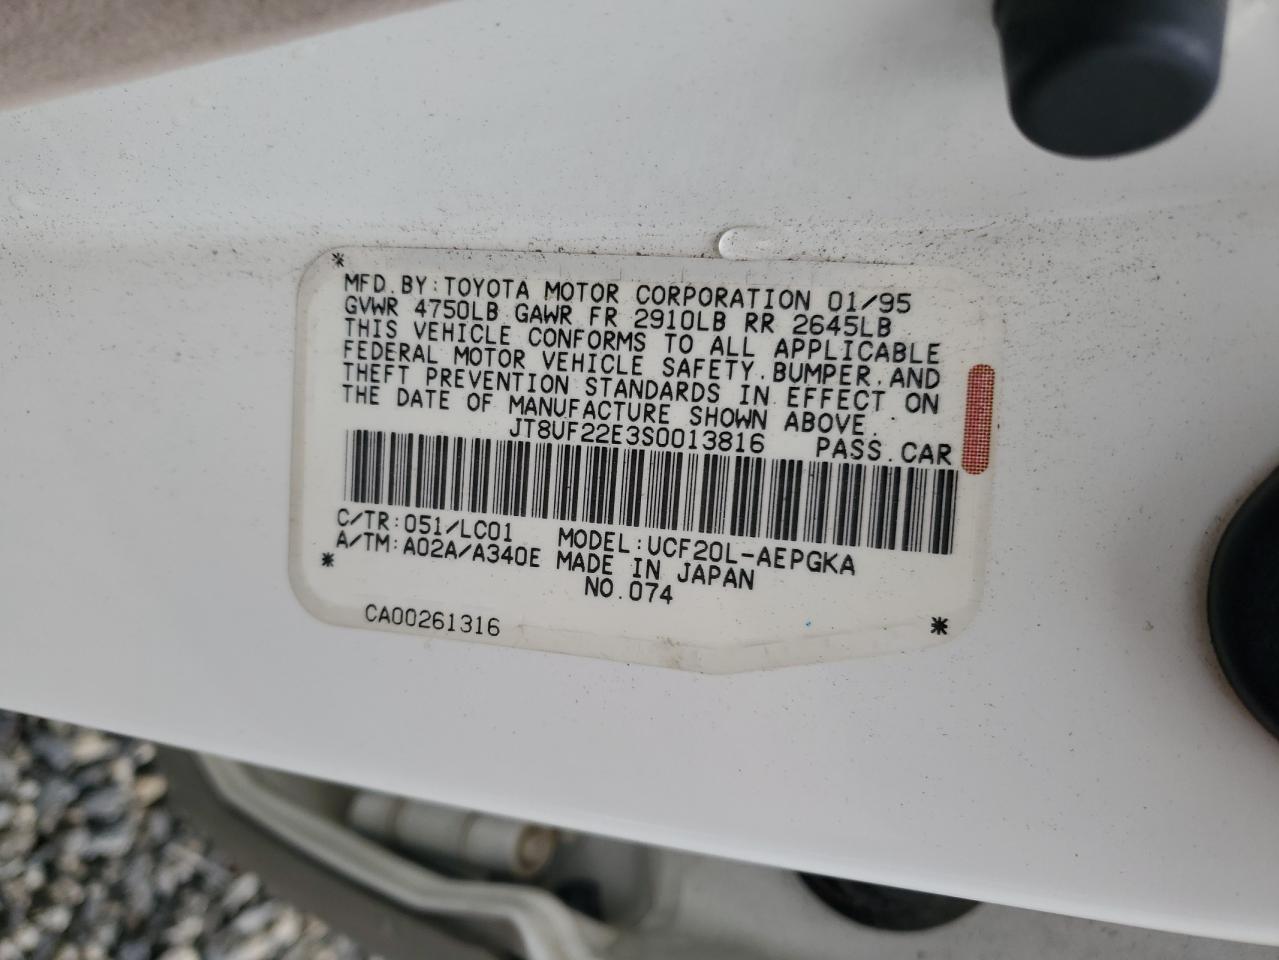 MFD. BY: TOYOTA MOTOR CORPORATION 01/95
GVWR 4750LB GAWR FR 2910LB RR 2645LB
THIS VEHICLE CONFORMS TO ALL APPLICABLE
FEDERAL MOTOR VEHICLE SAFETY, BUMPER, AND
THEFT PREVENTION STANDARDS IN EFFECT ON
THE DATE OF MANUFACTURE SHOWN ABOVE.
JT8UF22E3S0013816 PASS. CAR
C/TR: 051/LC01 MODEL: UCF20L-AEPGKA
A/TM: A02A/A340E MADE IN JAPAN
NO. 074
CA00261316